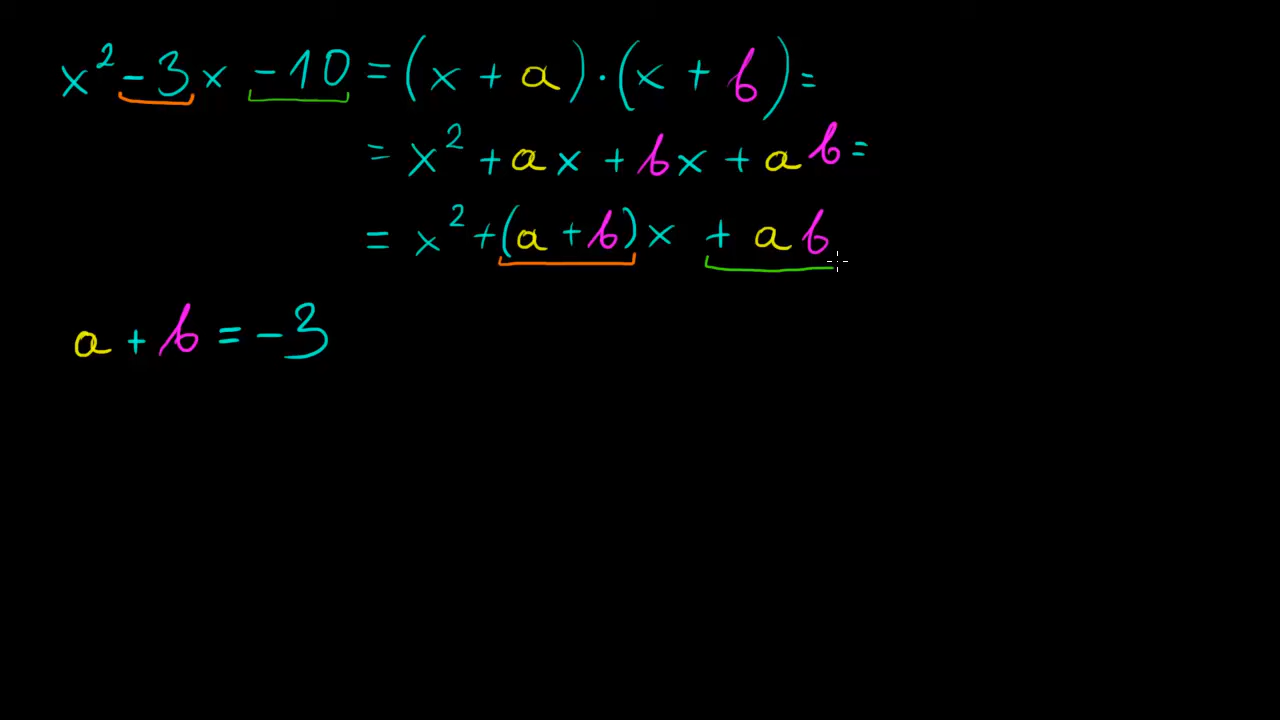 x² - 3x - 10 = (x + a) · (x + b) =
= x² + ax + bx + ab =
= x² + (a + b)x + ab
a + b = -3